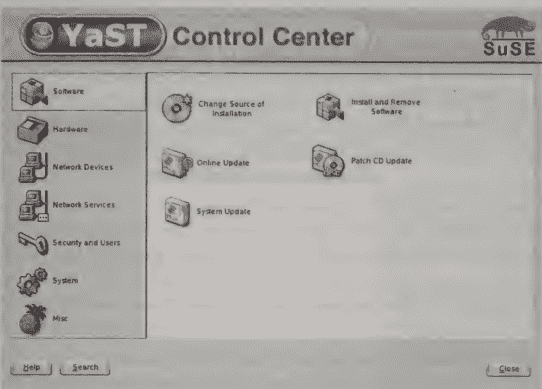 YaST Control Center
SuSE
Software
Hardware
Network Devices
Network Services
Security and Users
System
Misc
Change Source of
Installation
Install and Remove
Software
Online Update
Patch CD Update
System Update
Help
Search
Close